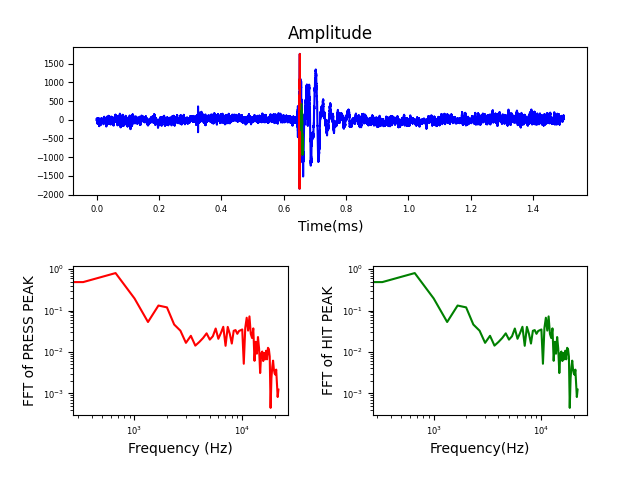 Amplitude
1500
1000
500
0
−500
−1000
−1500
−2000
0.0 0.2 0.4 0.6 0.8 1.0 1.2 1.4
Time(ms)
FFT of PRESS PEAK
10⁰
10⁻¹
10⁻²
10⁻³
10³ 10⁴
Frequency (Hz)
FFT of HIT PEAK
10⁰
10⁻¹
10⁻²
10⁻³
10³ 10⁴
Frequency(Hz)